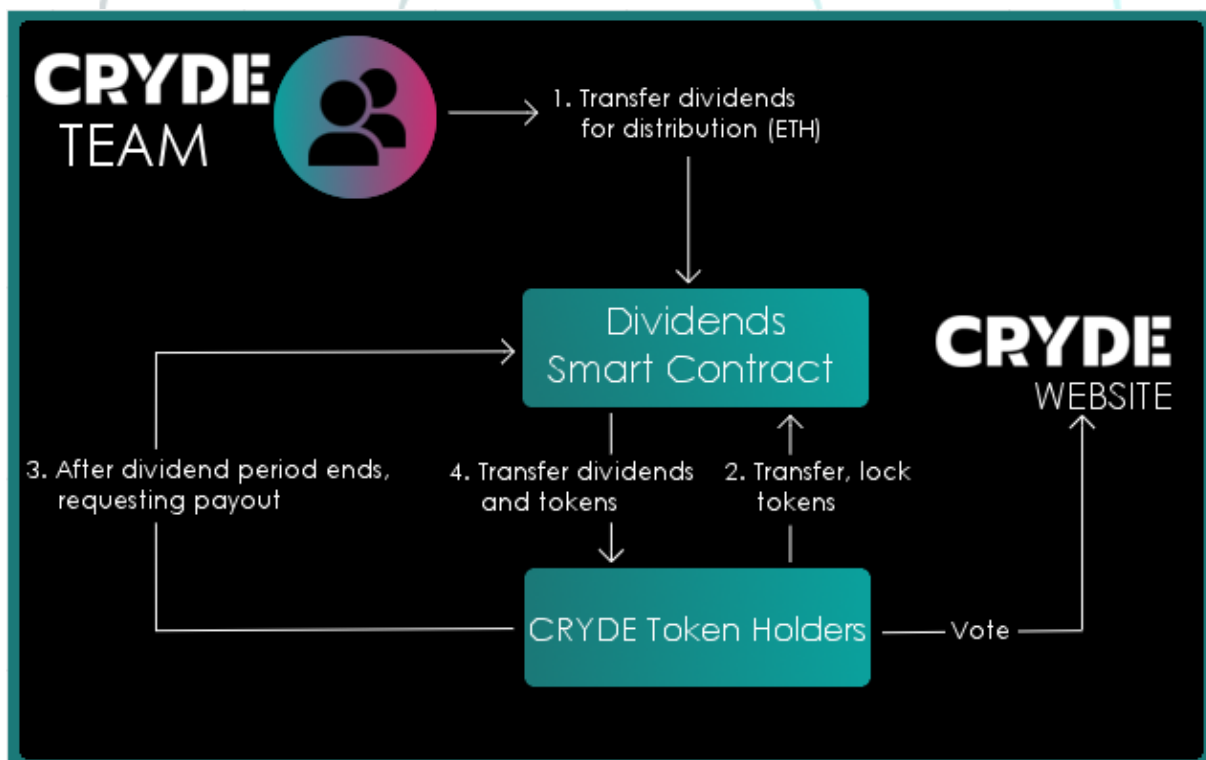 CRYDE
TEAM
1. Transfer dividends
for distribution (ETH)
Dividends
Smart Contract
CRYDE
WEBSITE
3. After dividend period ends,
requesting payout
4. Transfer dividends
and tokens
2. Transfer, lock
tokens
CRYDE Token Holders
Vote